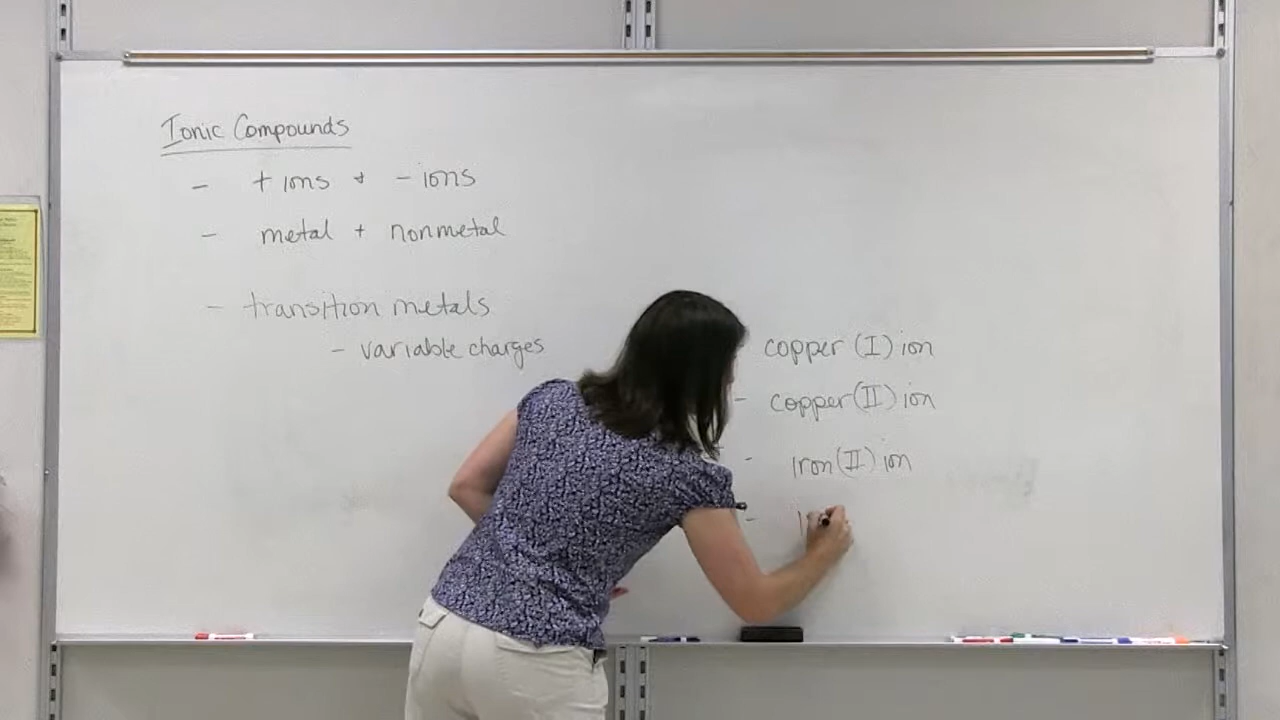 Ionic Compounds
- + ions + - ions
- metal + nonmetal
- transition metals
- variable charges
- copper (I) ion
- copper (II) ion
- iron (II) ion
-